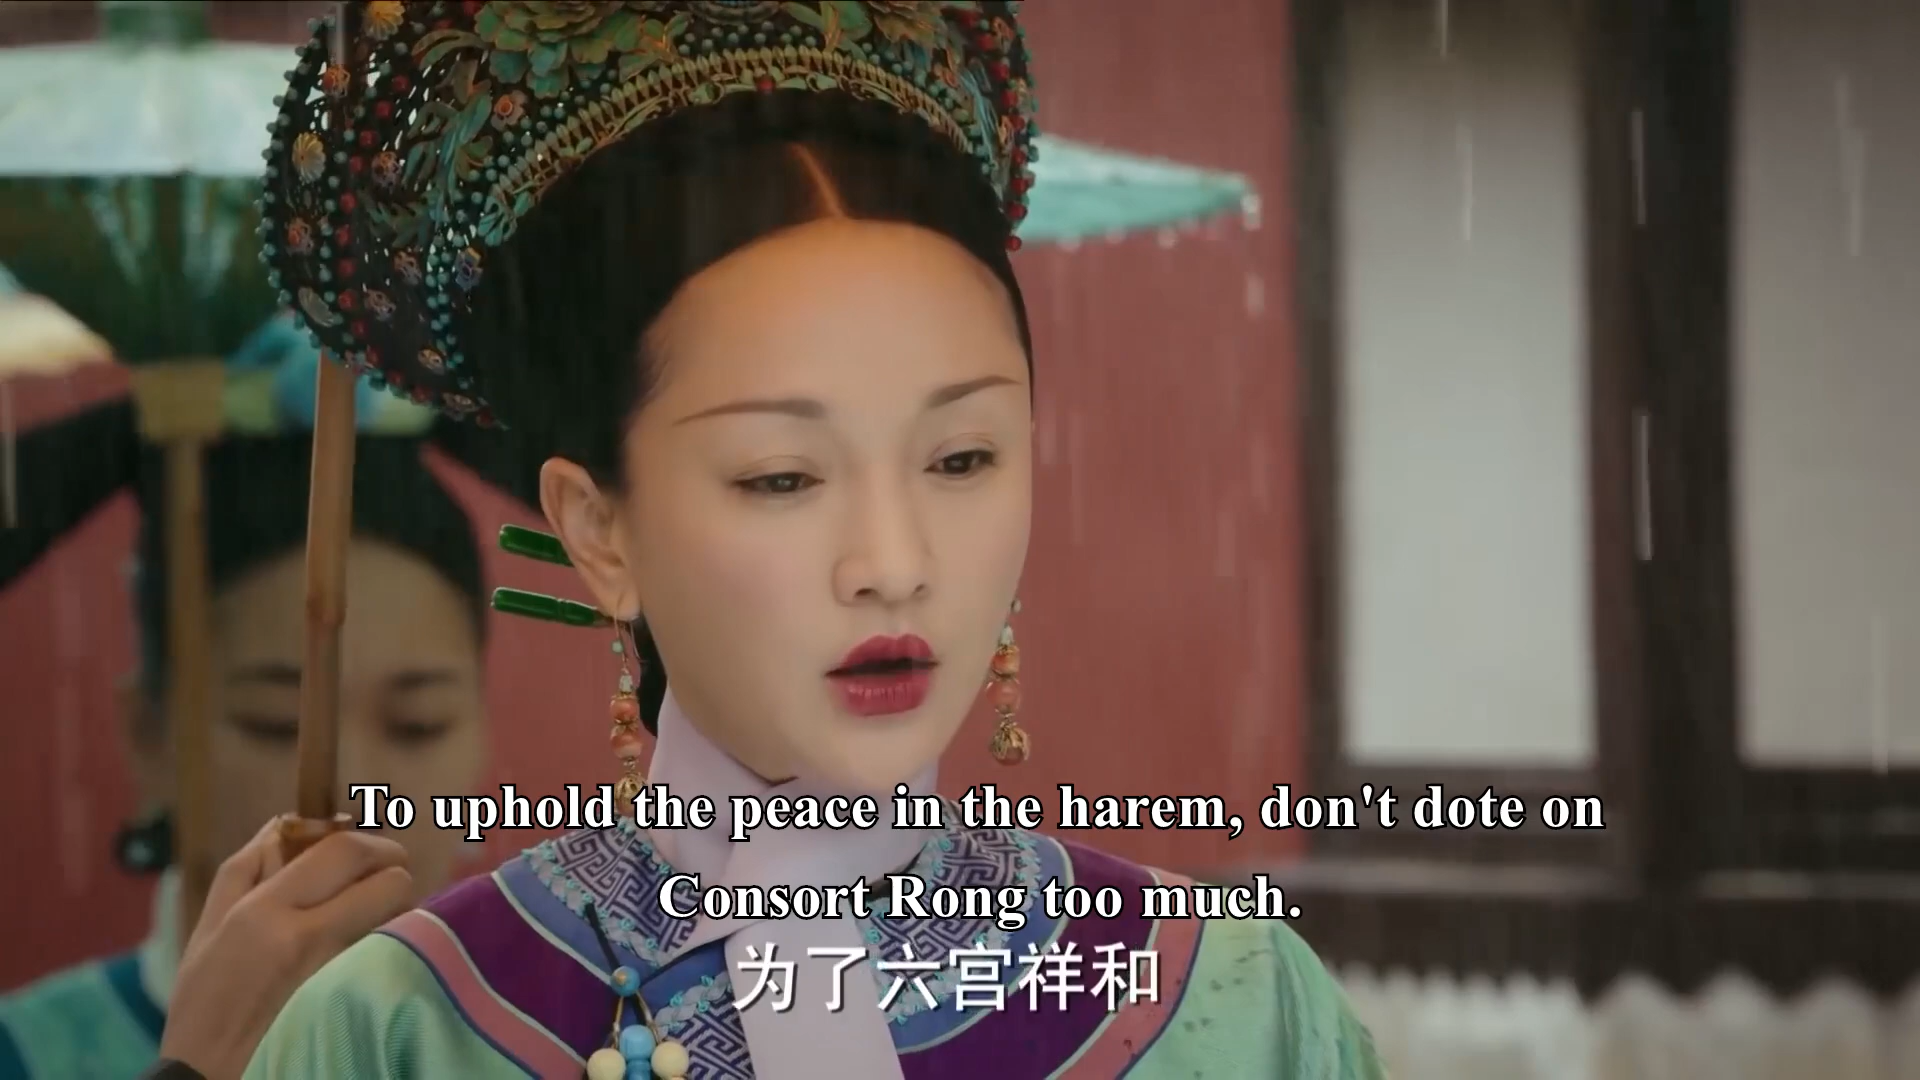 To uphold the peace in the harem, don't dote on
Consort Rong too much.
为了六宫祥和